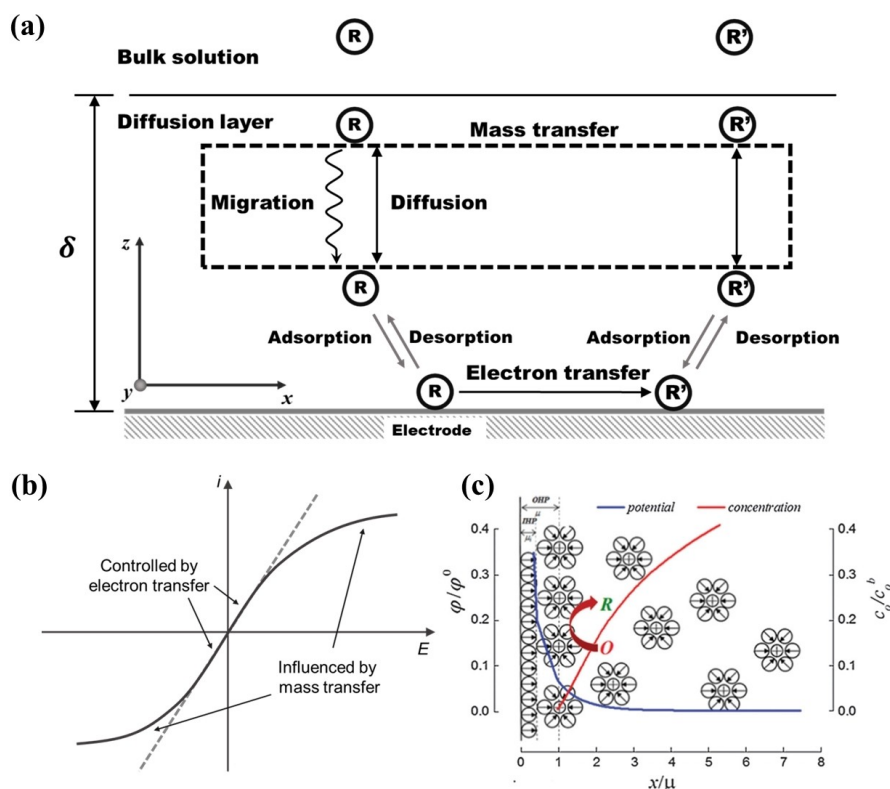 (a)
R R'
Bulk solution
Diffusion layer
R R'
Mass transfer
Migration Diffusion
δ
z
R R'
Adsorption Desorption Adsorption Desorption
Electron transfer
R R'
y x
Electrode
(b)
i
Controlled by
electron transfer
E
Influenced by
mass transfer
(c)
OHP
μ
IHP
potential concentration
0.4 0.4
0.3 0.3
0.2 0.2
0.1 0.1
0.0 0.0
φ/φ⁰
R
O
0 1 2 3 4 5 6 7 8
x/μ